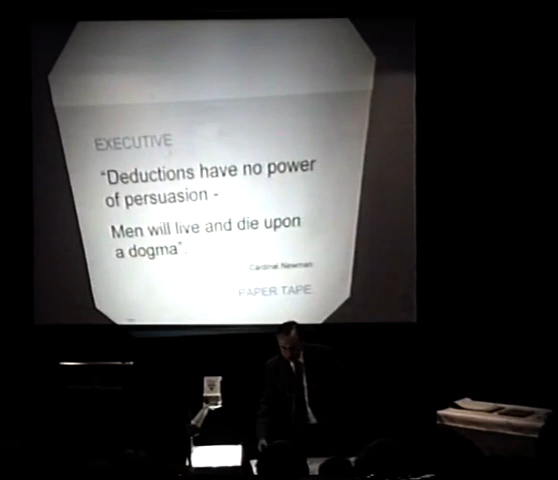 EXECUTIVE
"Deductions have no power
of persuasion -
Men will live and die upon
a dogma".
Cardinal Newman
PAPER TAPE